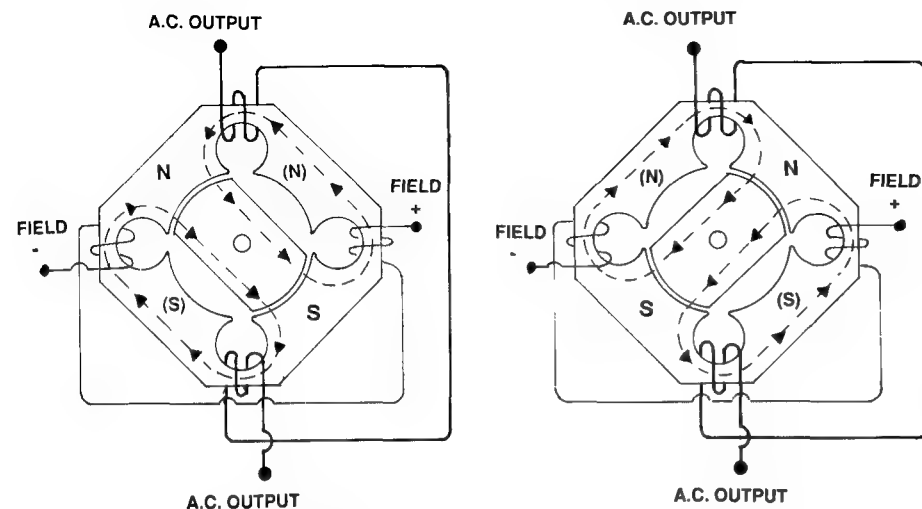 A.C. OUTPUT
N
(N)
FIELD
+
FIELD
-
(S)
S
A.C. OUTPUT
A.C. OUTPUT
(N)
N
FIELD
+
FIELD
-
S
(S)
A.C. OUTPUT